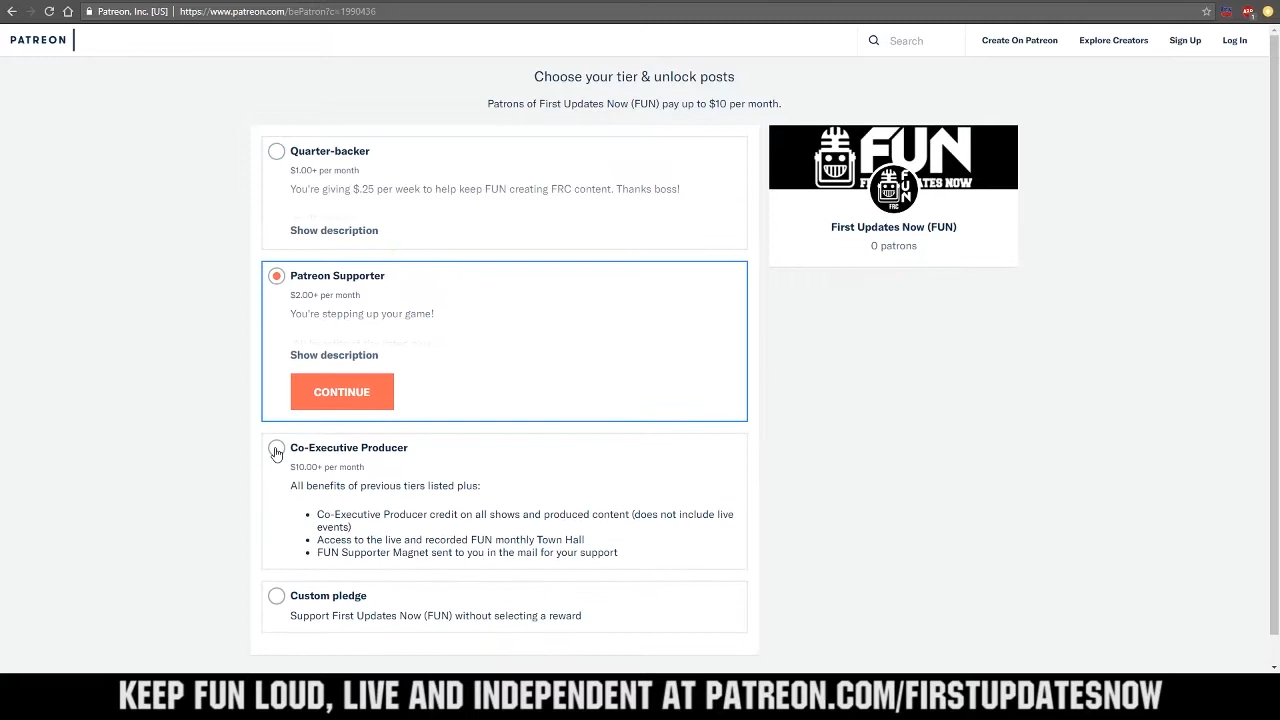 Patreon, Inc. [US] | https://www.patreon.com/bePatron?c=1990436
PATREON
Search
Create On Patreon
Explore Creators
Sign Up
Log In
Choose your tier & unlock posts
Patrons of First Updates Now (FUN) pay up to $10 per month.
Quarter-backer
$1.00+ per month
You're giving $.25 per week to help keep FUN creating FRC content. Thanks boss!
Show description
Patreon Supporter
$2.00+ per month
You're stepping up your game!
Show description
CONTINUE
Co-Executive Producer
$10.00+ per month
All benefits of previous tiers listed plus:
• Co-Executive Producer credit on all shows and produced content (does not include live
events)
• Access to the live and recorded FUN monthly Town Hall
• FUN Supporter Magnet sent to you in the mail for your support
Custom pledge
Support First Updates Now (FUN) without selecting a reward
FUN
TES NOW
FUN
FRC
First Updates Now (FUN)
0 patrons
KEEP FUN LOUD, LIVE AND INDEPENDENT AT PATREON.COM/FIRSTUPDATESNOW